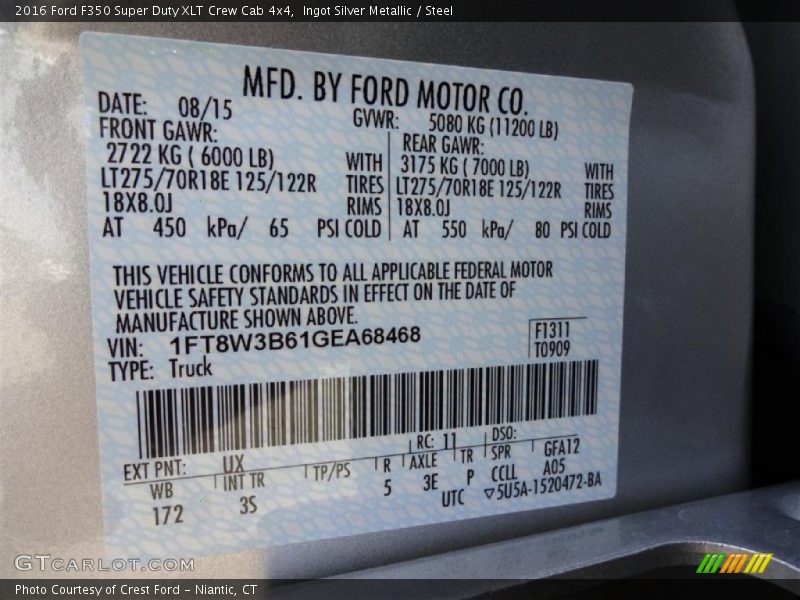 2016 Ford F350 Super Duty XLT Crew Cab 4x4, Ingot Silver Metallic / Steel
MFD. BY FORD MOTOR CO.
DATE: 08/15 GVWR: 5080 KG (11200 LB)
FRONT GAWR: REAR GAWR:
2722 KG ( 6000 LB) WITH 3175 KG ( 7000 LB) WITH
LT275/70R18E 125/122R TIRES LT275/70R18E 125/122R TIRES
18X8.0J RIMS 18X8.0J RIMS
AT 450 kPa/ 65 PSI COLD AT 550 kPa/ 80 PSI COLD
THIS VEHICLE CONFORMS TO ALL APPLICABLE FEDERAL MOTOR
VEHICLE SAFETY STANDARDS IN EFFECT ON THE DATE OF
MANUFACTURE SHOWN ABOVE.
VIN: 1FT8W3B61GEA68468 F1311
TYPE: Truck T0909
EXT PNT: UX RC: 11 DSO:
WB INT TR TP/PS R AXLE TR SPR GFA12
172 3S 5 3E P CCLL A05
UTC ▽5U5A-1520472-BA
GTCarLot.com
Photo Courtesy of Crest Ford - Niantic, CT